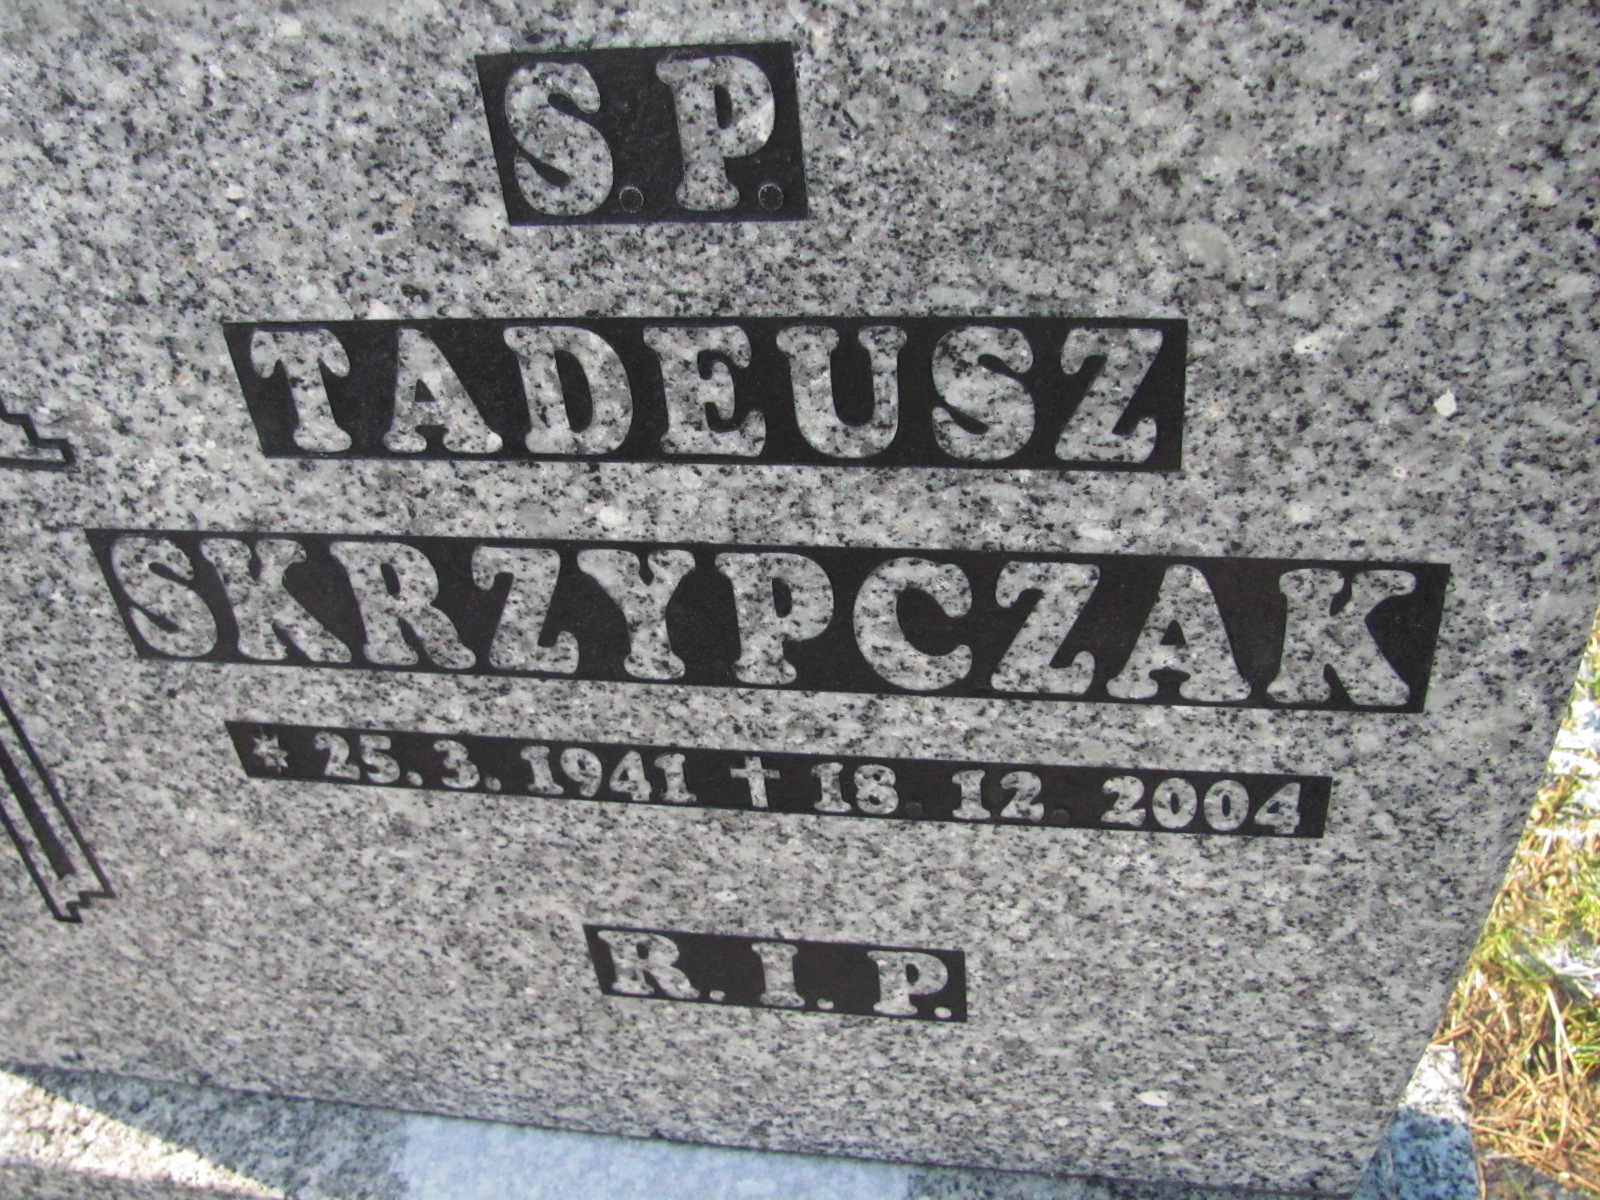 S.P.
TADEUSZ
SKRZYPCZAK
* 25.3.1941 ✝ 18.12.2004
R.I.P.